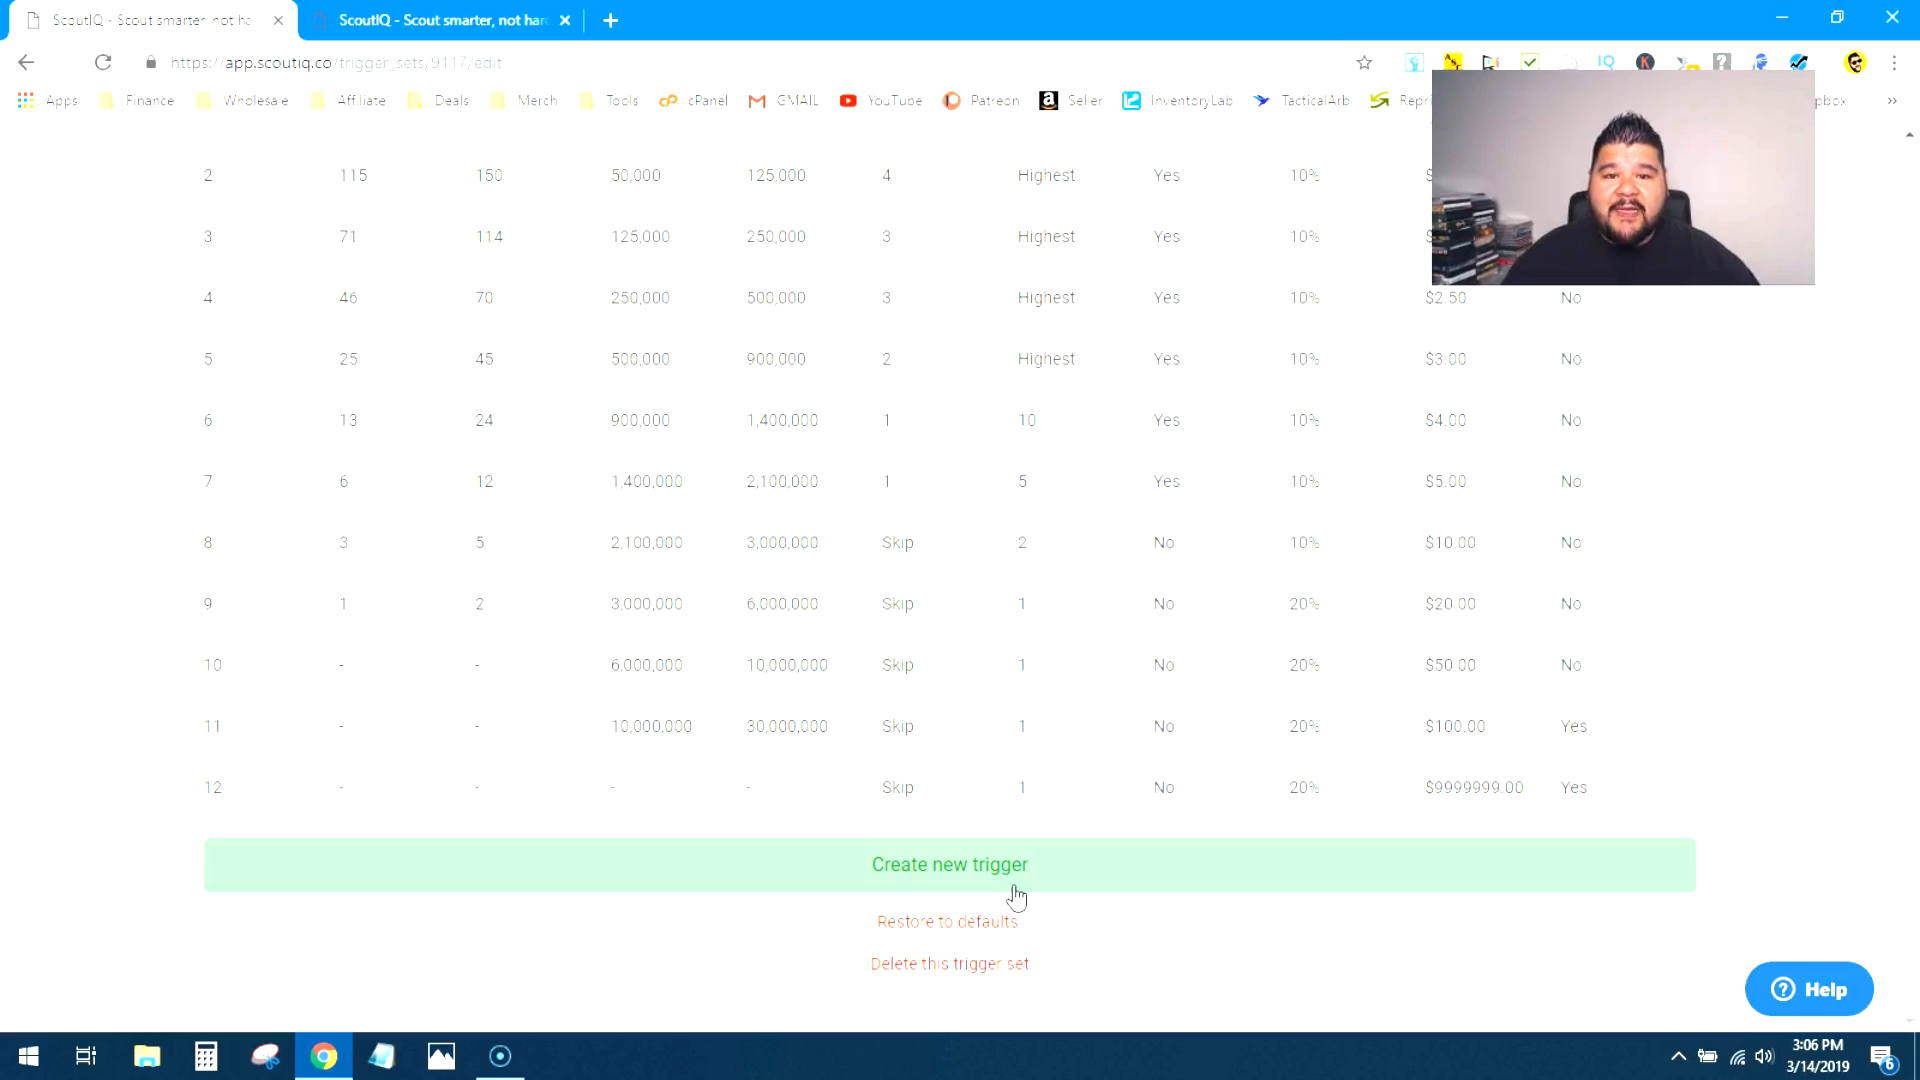 ScoutIQ - Scout smarter, not ha
ScoutIQ - Scout smarter, not har
https://app.scoutiq.co/trigger_sets/9117/edit
Apps Finance Wholesale Affiliate Deals Merch Tools cPanel GMAIL YouTube Patreon Seller InventoryLab TacticalArb Repri pbox
2 115 150 50,000 125,000 4 Highest Yes 10% $
3 71 114 125,000 250,000 3 Highest Yes 10%
4 46 70 250,000 500,000 3 Highest Yes 10% $2.50 No
5 25 45 500,000 900,000 2 Highest Yes 10% $3.00 No
6 13 24 900,000 1,400,000 1 10 Yes 10% $4.00 No
7 6 12 1,400,000 2,100,000 1 5 Yes 10% $5.00 No
8 3 5 2,100,000 3,000,000 Skip 2 No 10% $10.00 No
9 1 2 3,000,000 6,000,000 Skip 1 No 20% $20.00 No
10 - - 6,000,000 10,000,000 Skip 1 No 20% $50.00 No
11 - - 10,000,000 30,000,000 Skip 1 No 20% $100.00 Yes
12 - - - - Skip 1 No 20% $9999999.00 Yes
Create new trigger
Restore to defaults
Delete this trigger set
Help
3:06 PM
3/14/2019
6